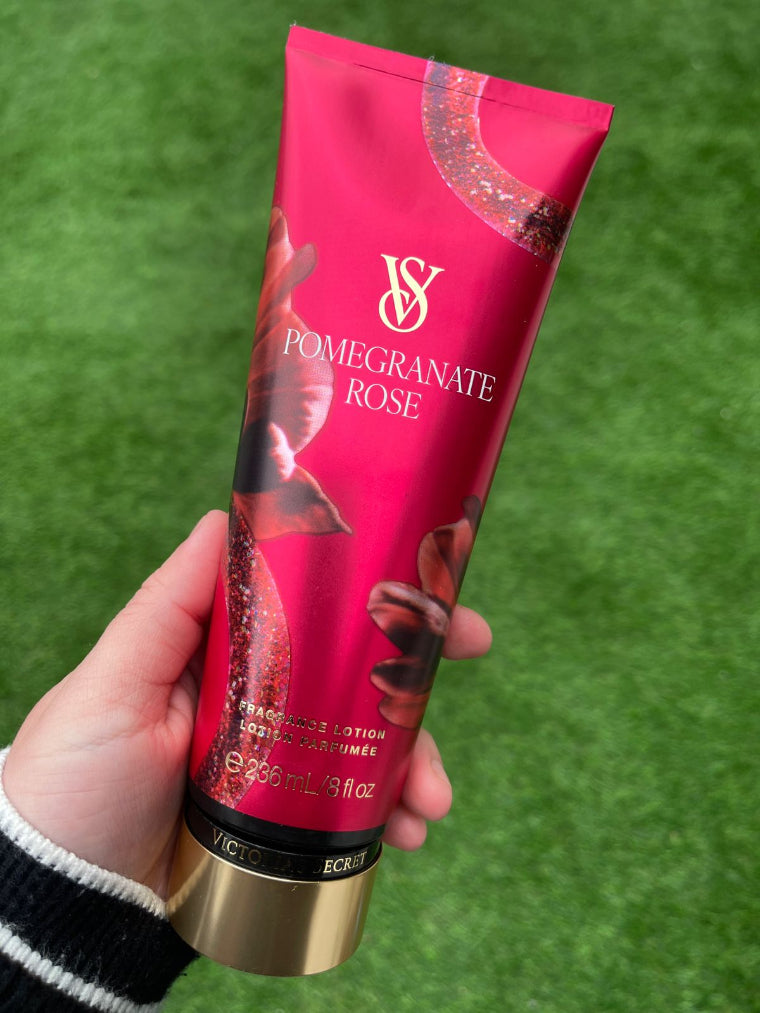 VS
POMEGRANATE
ROSE
FRAGRANCE LOTION
LOTION PARFUMÉE
℮ 236 mL/8 fl oz
VICTORIA'S SECRET